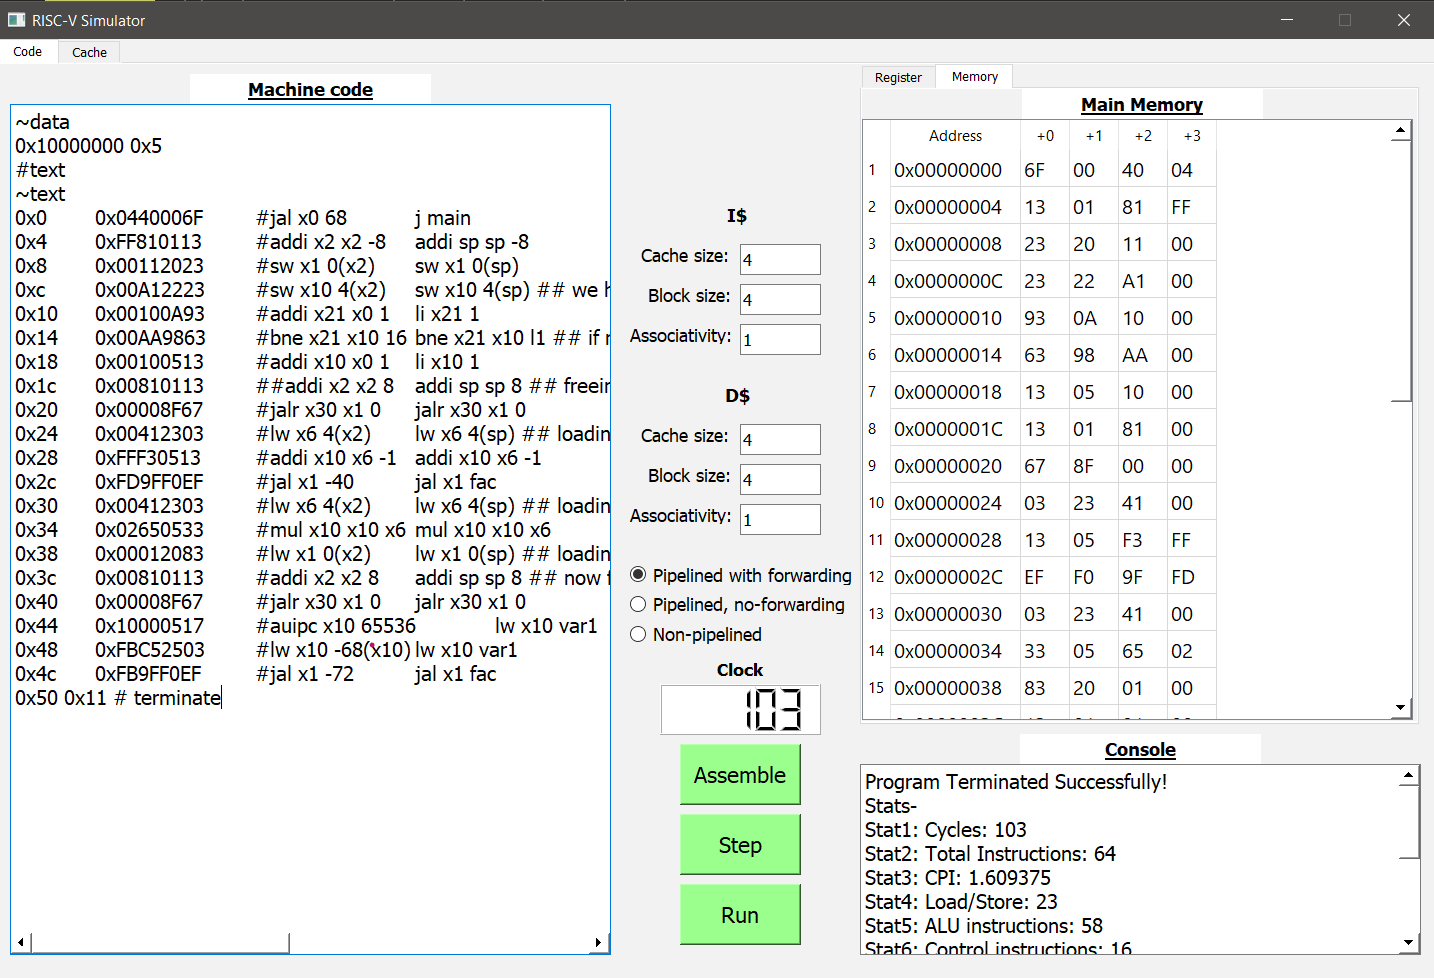 RISC-V Simulator
Code Cache
Machine code
~data
0x10000000 0x5
#text
~text
0x0 0x0440006F #jal x0 68 j main
0x4 0xFF810113 #addi x2 x2 -8 addi sp sp -8
0x8 0x00112023 #sw x1 0(x2) sw x1 0(sp)
0xc 0x00A12223 #sw x10 4(x2) sw x10 4(sp) ## we h
0x10 0x00100A93 #addi x21 x0 1 li x21 1
0x14 0x00AA9863 #bne x21 x10 16 bne x21 x10 l1 ## if
0x18 0x00100513 #addi x10 x0 1 li x10 1
0x1c 0x00810113 ##addi x2 x2 8 addi sp sp 8 ## freein
0x20 0x00008F67 #jalr x30 x1 0 jalr x30 x1 0
0x24 0x00412303 #lw x6 4(x2) lw x6 4(sp) ## loadin
0x28 0xFFF30513 #addi x10 x6 -1 addi x10 x6 -1
0x2c 0xFD9FF0EF #jal x1 -40 jal x1 fac
0x30 0x00412303 #lw x6 4(x2) lw x6 4(sp) ## loadin
0x34 0x02650533 #mul x10 x10 x6 mul x10 x10 x6
0x38 0x00012083 #lw x1 0(x2) lw x1 0(sp) ## loadin
0x3c 0x00810113 #addi x2 x2 8 addi sp sp 8 ## now
0x40 0x00008F67 #jalr x30 x1 0 jalr x30 x1 0
0x44 0x10000517 #auipc x10 65536 lw x10 var1
0x48 0xFBC52503 #lw x10 -68(x10) lw x10 var1
0x4c 0xFB9FF0EF #jal x1 -72 jal x1 fac
0x50 0x11 # terminate
I$
Cache size: 4
Block size: 4
Associativity: 1
D$
Cache size: 4
Block size: 4
Associativity: 1
Pipelined with forwarding
Pipelined, no-forwarding
Non-pipelined
Clock
103
Assemble
Step
Run
Register Memory
Main Memory
Address +0 +1 +2 +3
1 0x00000000 6F 00 40 04
2 0x00000004 13 01 81 FF
3 0x00000008 23 20 11 00
4 0x0000000C 23 22 A1 00
5 0x00000010 93 0A 10 00
6 0x00000014 63 98 AA 00
7 0x00000018 13 05 10 00
8 0x0000001C 13 01 81 00
9 0x00000020 67 8F 00 00
10 0x00000024 03 23 41 00
11 0x00000028 13 05 F3 FF
12 0x0000002C EF F0 9F FD
13 0x00000030 03 23 41 00
14 0x00000034 33 05 65 02
15 0x00000038 83 20 01 00
Console
Program Terminated Successfully!
Stats-
Stat1: Cycles: 103
Stat2: Total Instructions: 64
Stat3: CPI: 1.609375
Stat4: Load/Store: 23
Stat5: ALU instructions: 58
Stat6: Control instructions: 16